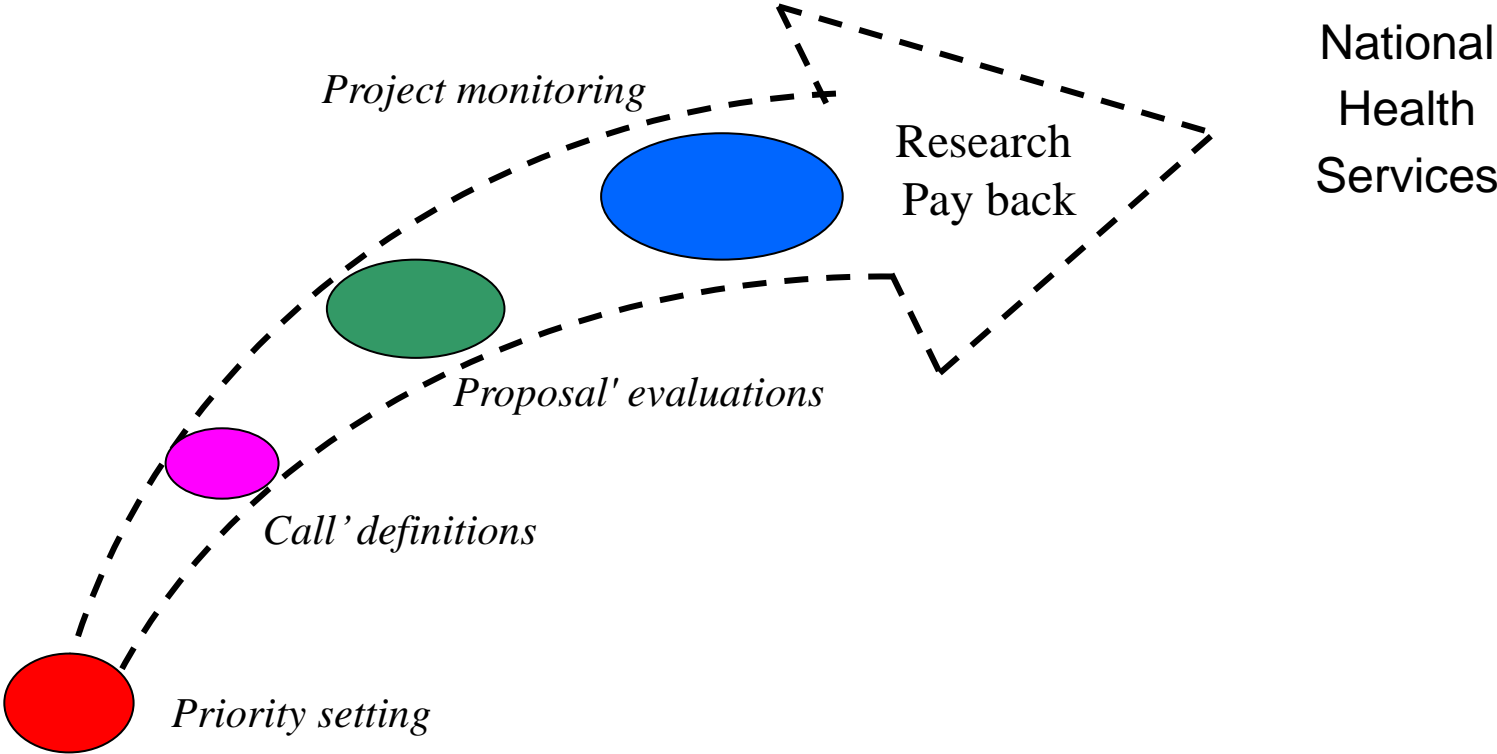 National
Health
Services
Project monitoring
Research
Pay back
Proposal' evaluations
Call’ definitions
Priority setting